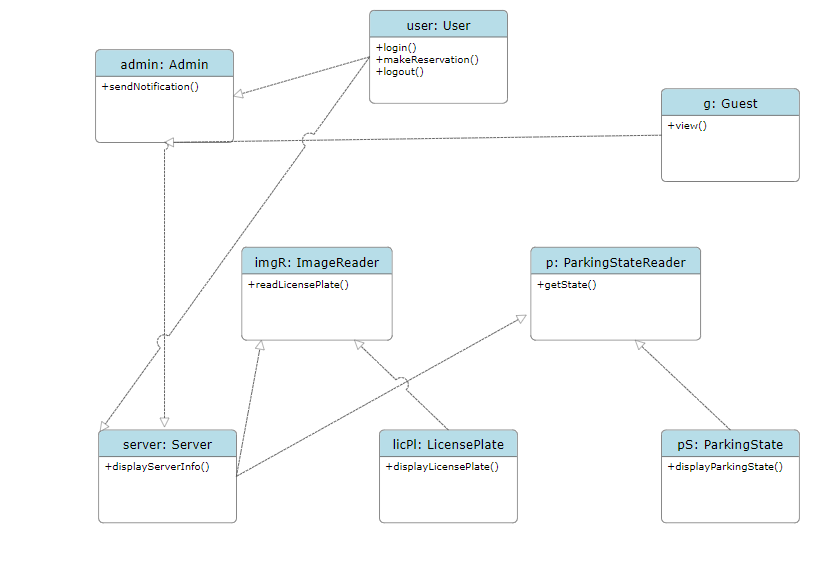 user: User
+login()
+makeReservation()
+logout()
admin: Admin
+sendNotification()
g: Guest
+view()
imgR: ImageReader
+readLicensePlate()
p: ParkingStateReader
+getState()
server: Server
+displayServerInfo()
licPl: LicensePlate
+displayLicensePlate()
pS: ParkingState
+displayParkingState()